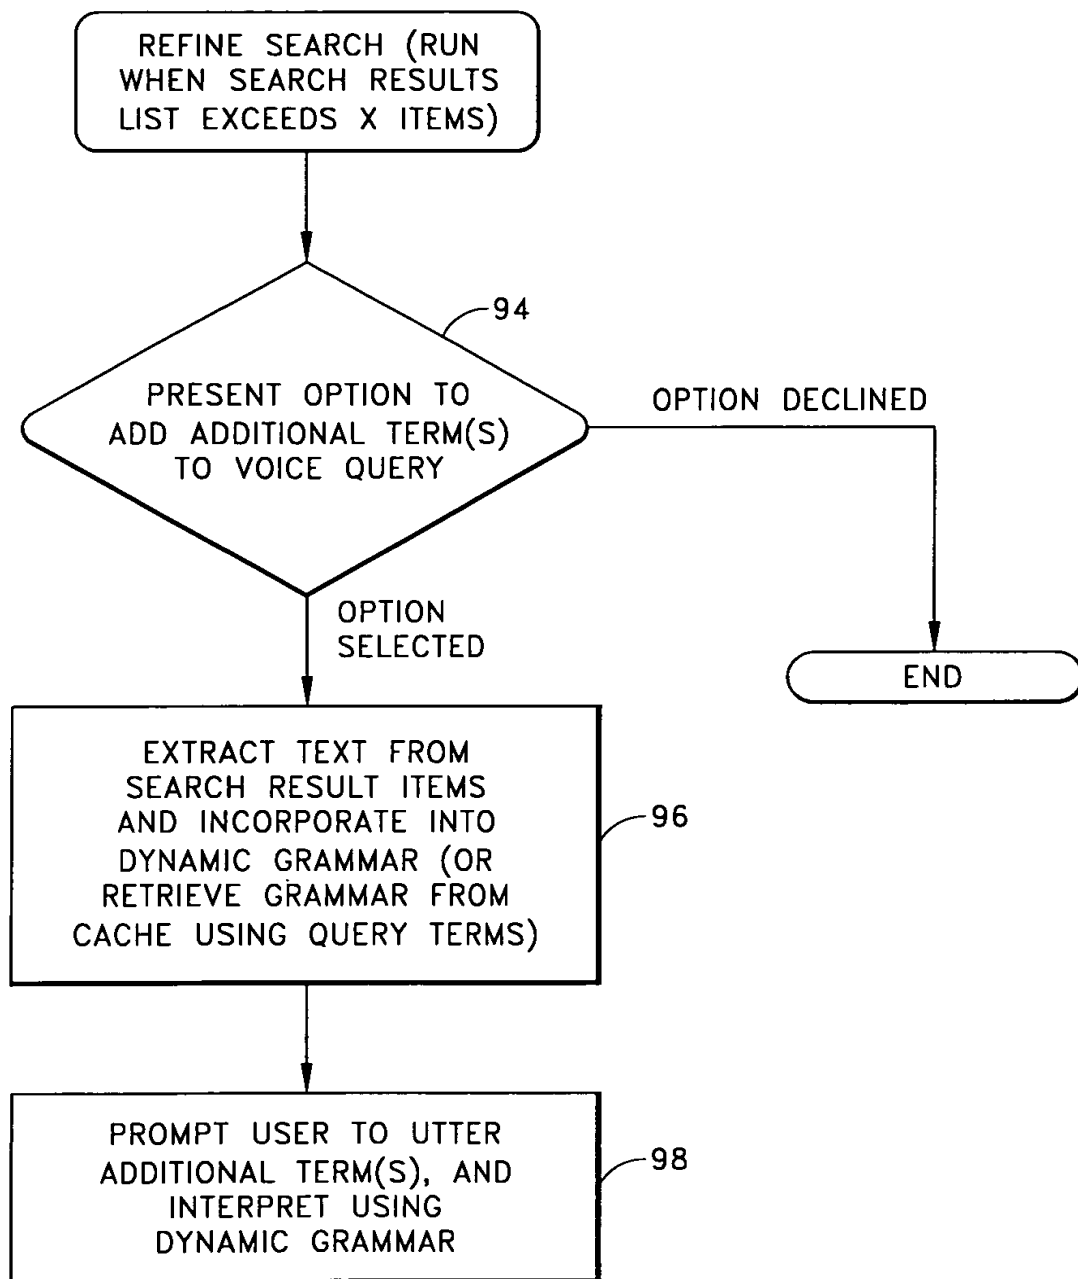 REFINE SEARCH (RUN
WHEN SEARCH RESULTS
LIST EXCEEDS X ITEMS)
94
PRESENT OPTION TO
ADD ADDITIONAL TERM(S)
TO VOICE QUERY
OPTION DECLINED
OPTION
SELECTED
END
EXTRACT TEXT FROM
SEARCH RESULT ITEMS
AND INCORPORATE INTO
DYNAMIC GRAMMAR (OR
RETRIEVE GRAMMAR FROM
CACHE USING QUERY TERMS)
96
PROMPT USER TO UTTER
ADDITIONAL TERM(S), AND
INTERPRET USING
DYNAMIC GRAMMAR
98